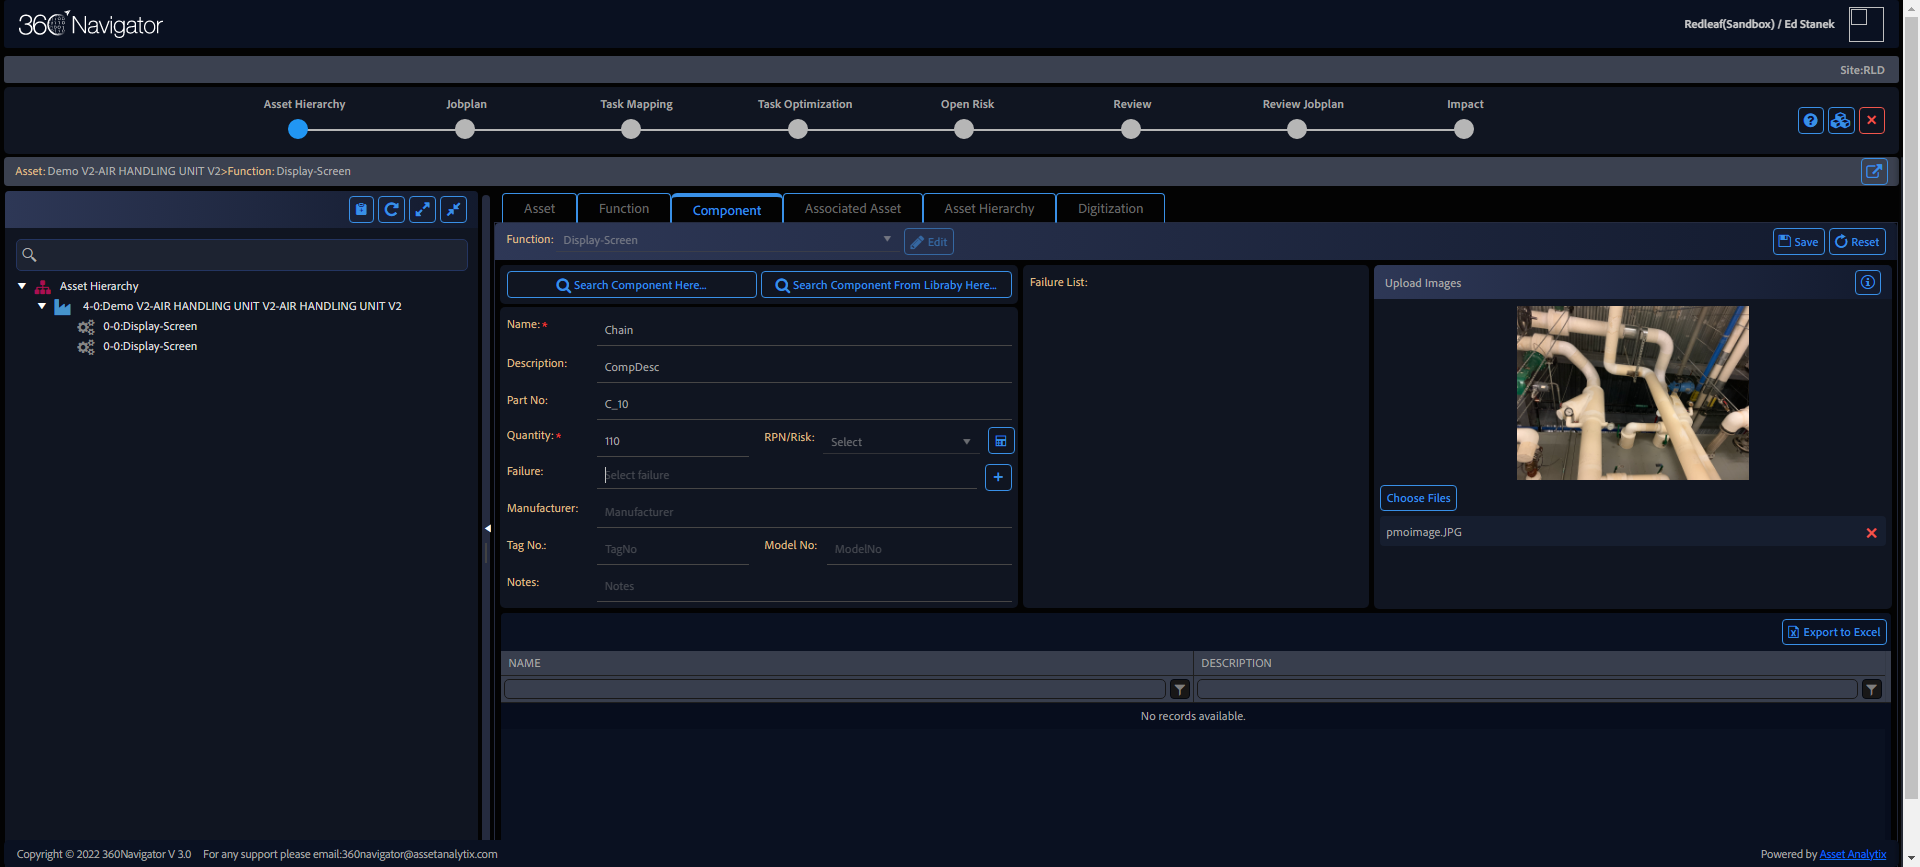 360 Navigator
Redleaf(Sandbox) / Ed Stanek
Site:RLD
Asset Hierarchy
Jobplan
Task Mapping
Task Optimization
Open Risk
Review
Review Jobplan
Impact
Asset: Demo V2-AIR HANDLING UNIT V2>Function: Display-Screen
Asset
Function
Component
Associated Asset
Asset Hierarchy
Digitization
Function: Display-Screen
Edit
Save
Reset
Asset Hierarchy
4-0:Demo V2-AIR HANDLING UNIT V2-AIR HANDLING UNIT V2
0-0:Display-Screen
0-0:Display-Screen
Search Component Here...
Search Component From Libraby Here...
Name:* Chain
Description: CompDesc
Part No: C_10
Quantity:* 110
RPN/Risk: Select
Failure: Select failure
+
Manufacturer: Manufacturer
Tag No.: TagNo
Model No: ModelNo
Notes: Notes
Failure List:
Upload Images
Choose Files
pmoimage.JPG
Export to Excel
NAME
DESCRIPTION
No records available.
Copyright © 2022 360Navigator V 3.0 For any support please email:360navigator@assetanalytix.com
Powered by Asset Analytix